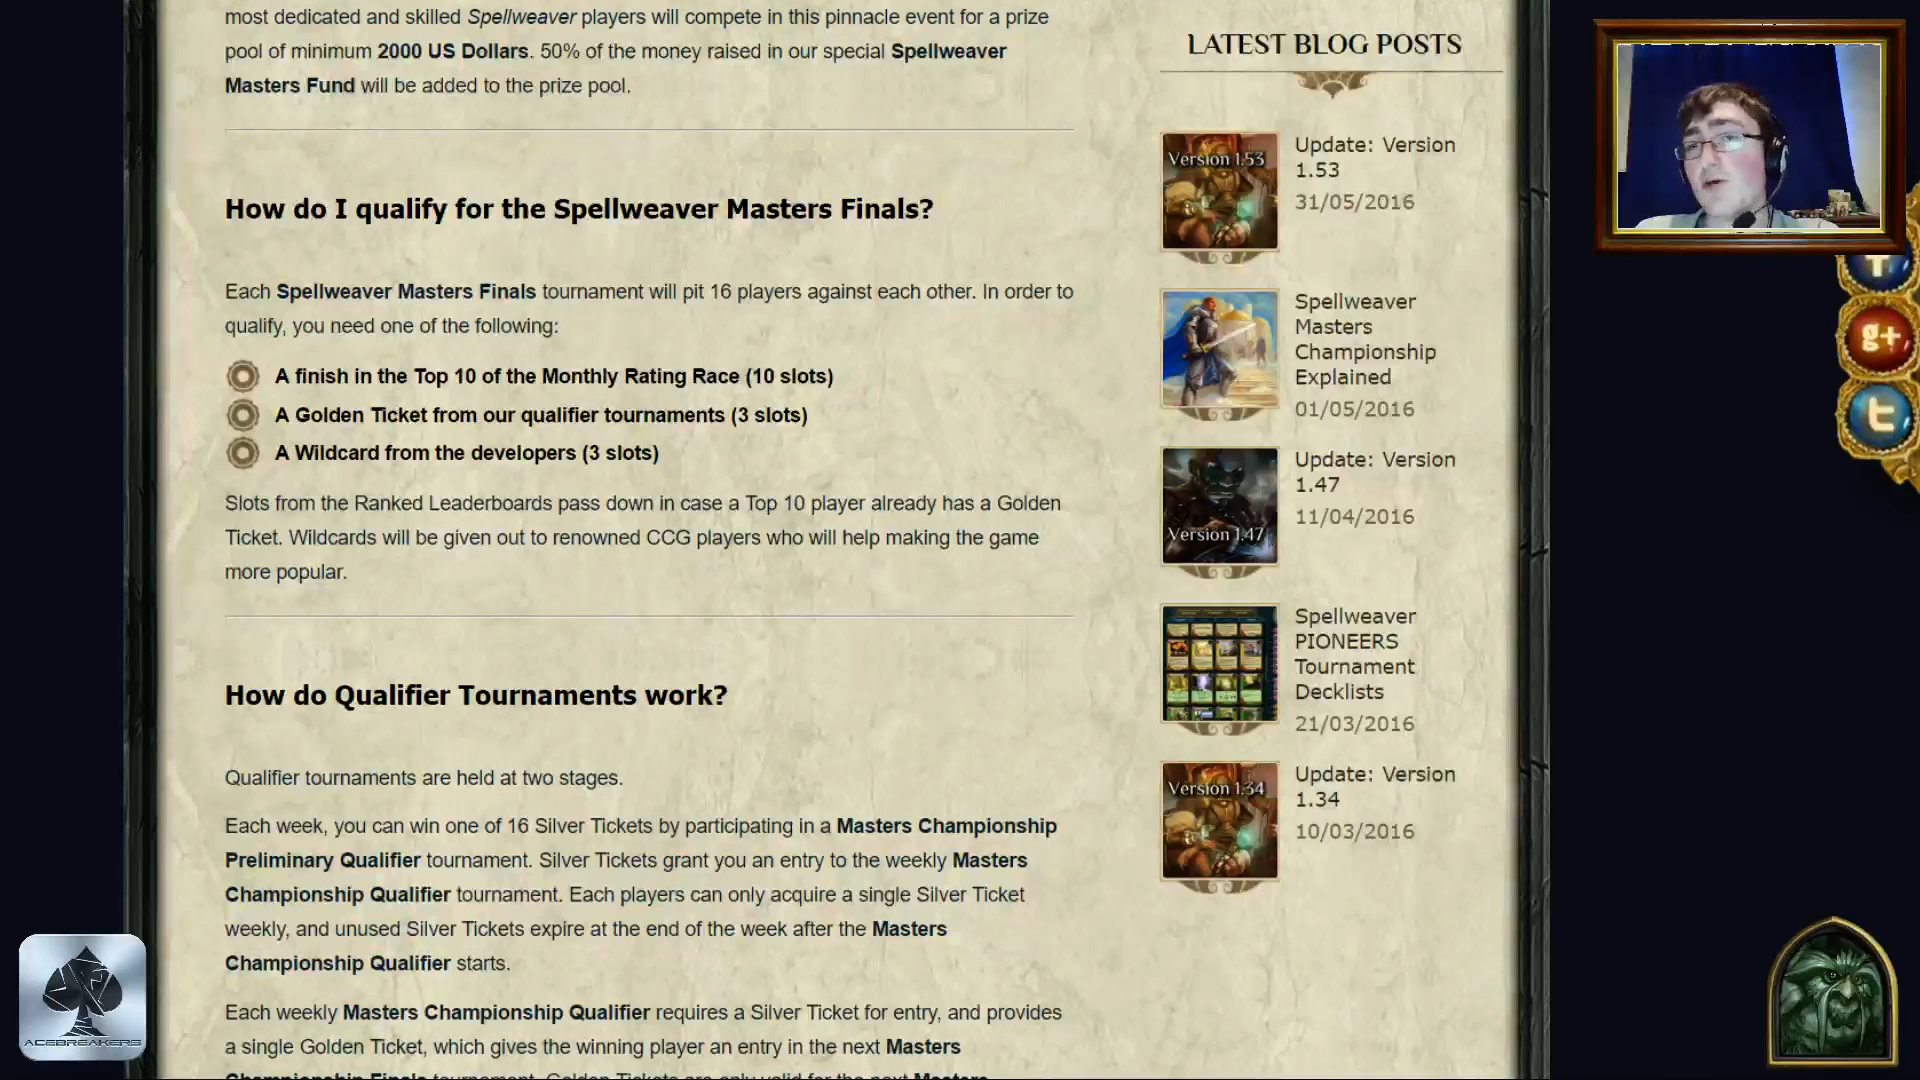 most dedicated and skilled Spellweaver players will compete in this pinnacle event for a prize
pool of minimum 2000 US Dollars. 50% of the money raised in our special Spellweaver
Masters Fund will be added to the prize pool.
How do I qualify for the Spellweaver Masters Finals?
Each Spellweaver Masters Finals tournament will pit 16 players against each other. In order to
qualify, you need one of the following:
A finish in the Top 10 of the Monthly Rating Race (10 slots)
A Golden Ticket from our qualifier tournaments (3 slots)
A Wildcard from the developers (3 slots)
Slots from the Ranked Leaderboards pass down in case a Top 10 player already has a Golden
Ticket. Wildcards will be given out to renowned CCG players who will help making the game
more popular.
How do Qualifier Tournaments work?
Qualifier tournaments are held at two stages.
Each week, you can win one of 16 Silver Tickets by participating in a Masters Championship
Preliminary Qualifier tournament. Silver Tickets grant you an entry to the weekly Masters
Championship Qualifier tournament. Each players can only acquire a single Silver Ticket
weekly, and unused Silver Tickets expire at the end of the week after the Masters
Championship Qualifier starts.
Each weekly Masters Championship Qualifier requires a Silver Ticket for entry, and provides
a single Golden Ticket, which gives the winning player an entry in the next Masters
Championship Finals tournament. Golden Tickets are only valid for the next Masters
LATEST BLOG POSTS
Version 1.53
Update: Version
1.53
31/05/2016
Spellweaver
Masters
Championship
Explained
01/05/2016
Version 1.47
Update: Version
1.47
11/04/2016
Spellweaver
PIONEERS
Tournament
Decklists
21/03/2016
Version 1.34
Update: Version
1.34
10/03/2016
f
g+
t
ACEBREAKERS